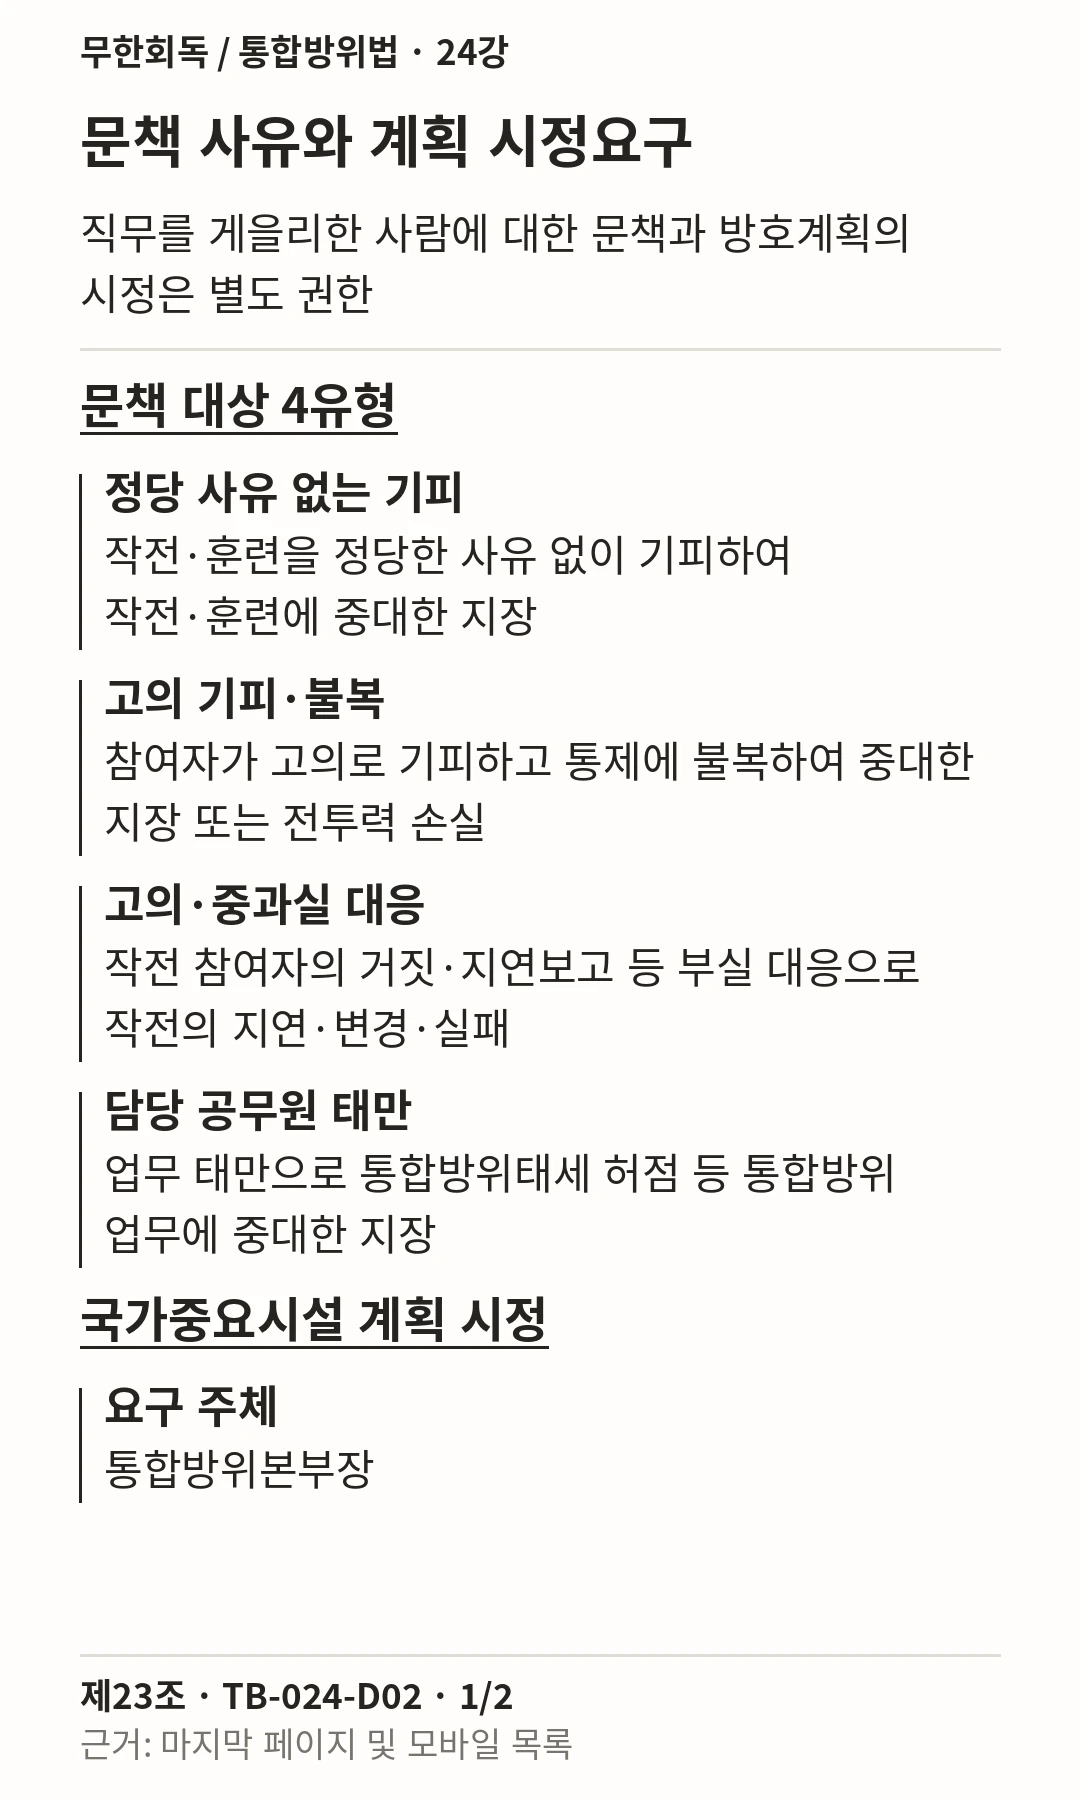 무한회독 / 통합방위법 · 24강
문책 사유와 계획 시정요구
직무를 게을리한 사람에 대한 문책과 방호계획의
시정은 별도 권한
문책 대상 4유형
정당 사유 없는 기피
작전·훈련을 정당한 사유 없이 기피하여
작전·훈련에 중대한 지장
고의 기피·불복
참여자가 고의로 기피하고 통제에 불복하여 중대한
지장 또는 전투력 손실
고의·중과실 대응
작전 참여자의 거짓·지연보고 등 부실 대응으로
작전의 지연·변경·실패
담당 공무원 태만
업무 태만으로 통합방위태세 허점 등 통합방위
업무에 중대한 지장
국가중요시설 계획 시정
요구 주체
통합방위본부장
제23조 · TB-024-D02 · 1/2
근거: 마지막 페이지 및 모바일 목록